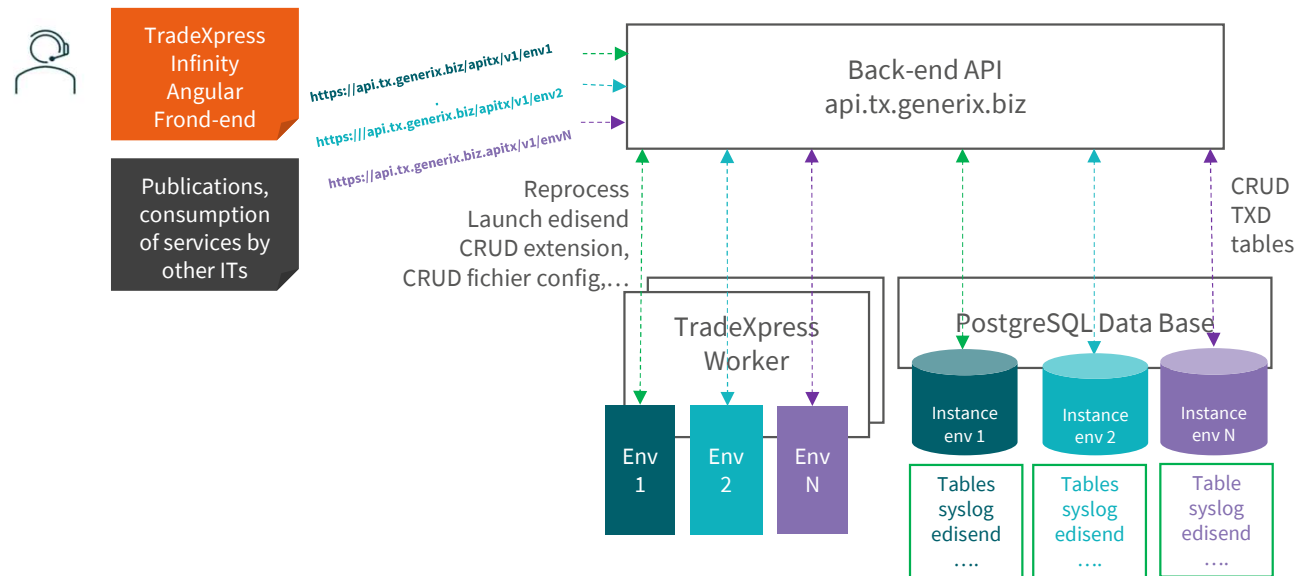 TradeXpress
Infinity
Angular
Frond-end
Publications,
consumption
of services by
other ITs
https://api.tx.generix.biz/apitx/v1/env1
https:///api.tx.generix.biz/apitx/v1/env2
https://api.tx.generix.biz.apitx/v1/envN
Back-end API
api.tx.generix.biz
Reprocess
Launch edisend
CRUD extension,
CRUD fichier config,…
CRUD
TXD
tables
TradeXpress
Worker
Env
1
Env
2
Env
N
PostgreSQL Data Base
Instance
env 1
Instance
env 2
Instance
env N
Tables
syslog
edisend
….
Tables
syslog
edisend
….
Table
syslog
edisend
….